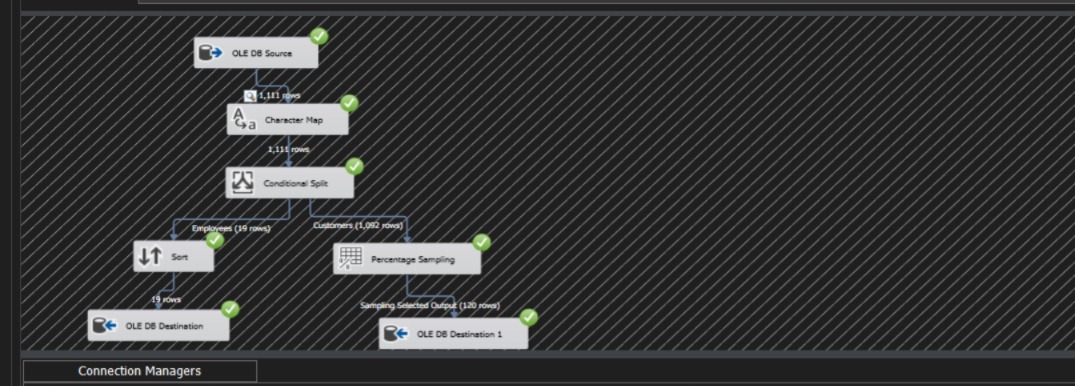 OLE DB Source
1,111 rows
Character Map
1,111 rows
Conditional Split
Employees (19 rows)
Customers (1,092 rows)
Sort
Percentage Sampling
19 rows
Sampling Selected Output (120 rows)
OLE DB Destination
OLE DB Destination 1
Connection Managers